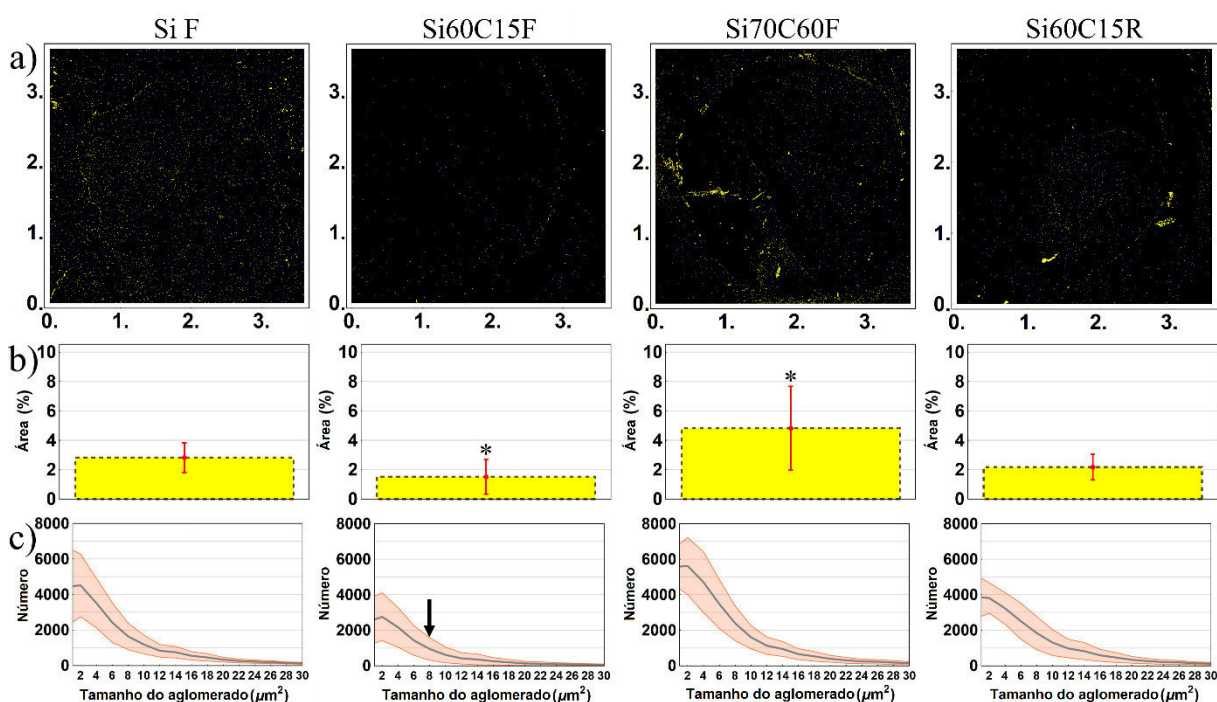 Si F Si60C15F Si70C60F Si60C15R
a)
3. 3. 3. 3.
2. 2. 2. 2.
1. 1. 1. 1.
0. 0. 0. 0.
0. 1. 2. 3. 0. 1. 2. 3. 0. 1. 2. 3. 0. 1. 2. 3.
b)
10 10 10 10
8 8 8 8
* *
6 6 6 6
4 4 4 4
2 2 2 2
0 0 0 0
Área (%) Área (%) Área (%) Área (%)
c)
8000 8000 8000 8000
6000 6000 6000 6000
4000 4000 4000 4000
2000 2000 2000 2000
0 0 0 0
Número Número Número Número
2 4 6 8 10 12 14 16 18 20 22 24 26 28 30 2 4 6 8 10 12 14 16 18 20 22 24 26 28 30 2 4 6 8 10 12 14 16 18 20 22 24 26 28 30 2 4 6 8 10 12 14 16 18 20 22 24 26 28 30
Tamanho do aglomerado (μm²) Tamanho do aglomerado (μm²) Tamanho do aglomerado (μm²) Tamanho do aglomerado (μm²)